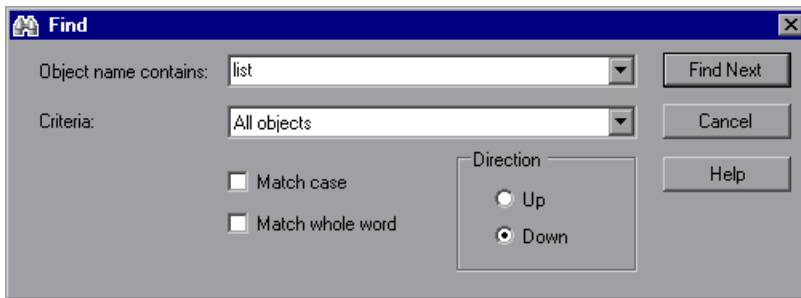 Find
Object name contains: list Find Next
Criteria: All objects Cancel
Direction
Match case Help
Up
Match whole word
Down